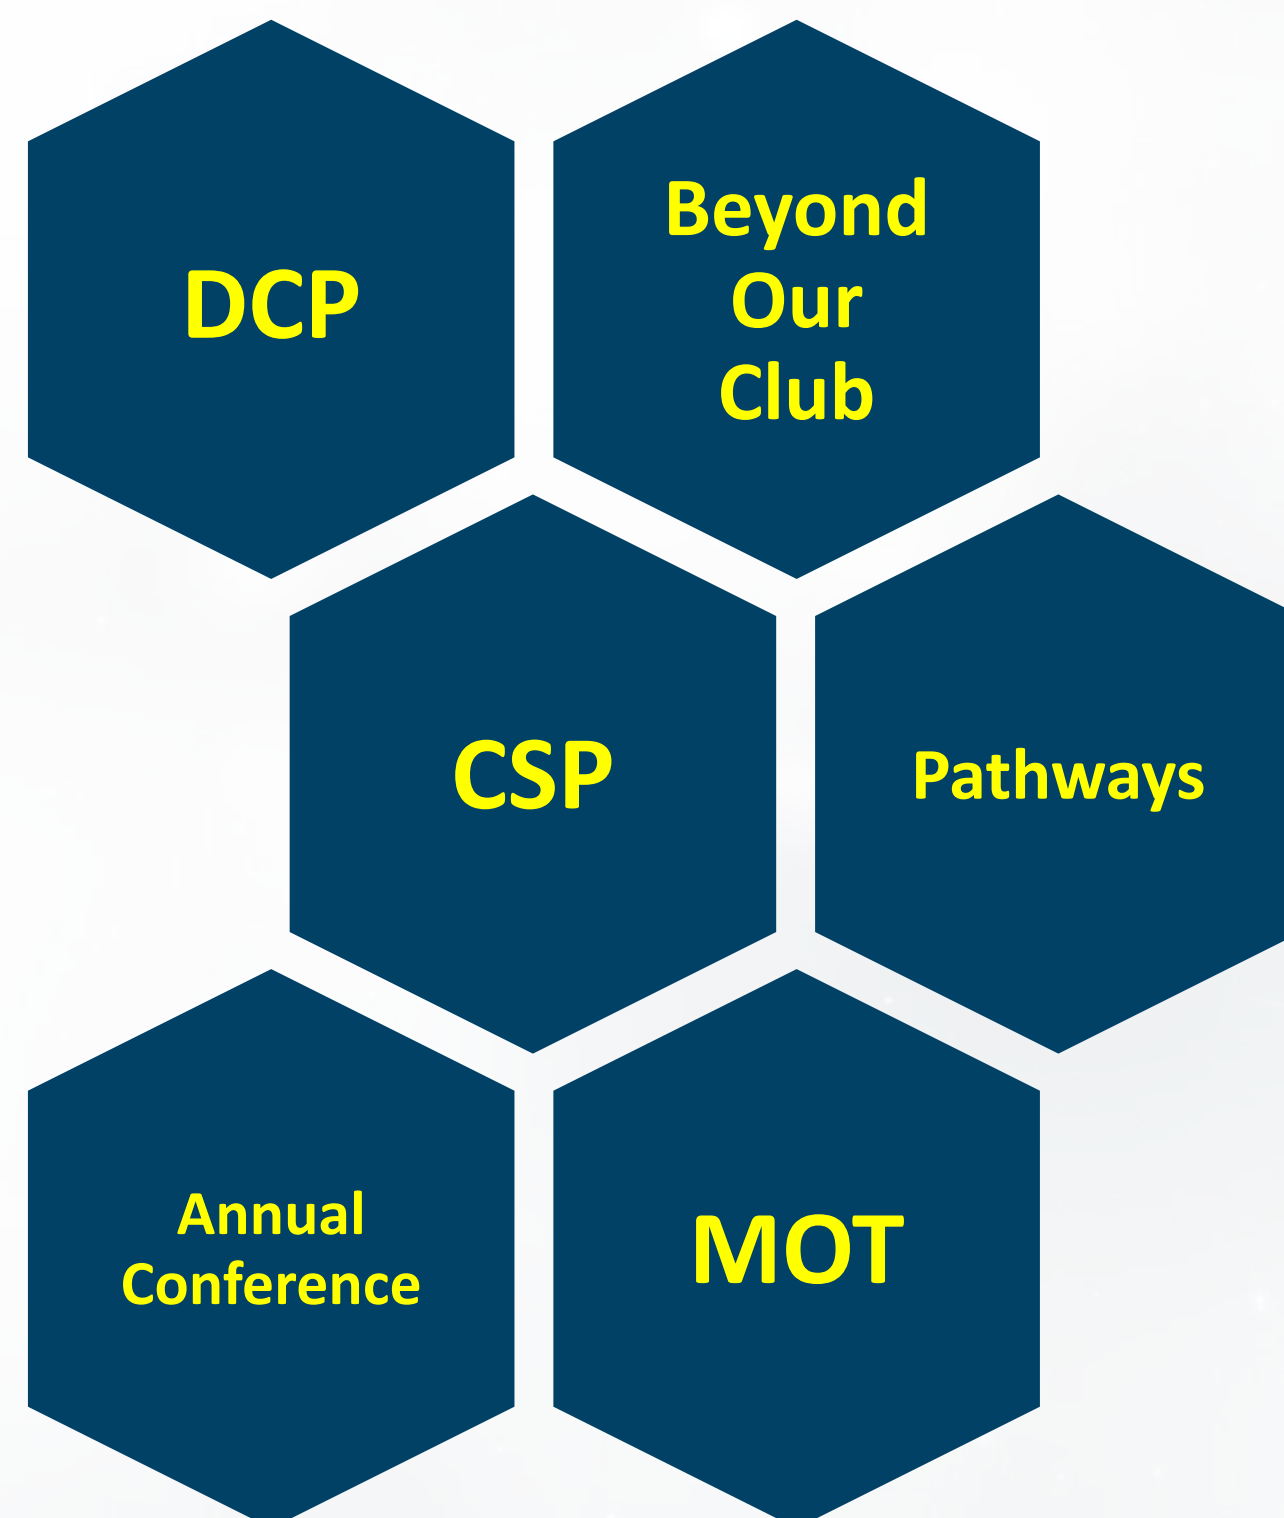 DCP
Beyond
Our
Club
CSP
Pathways
Annual
Conference
MOT